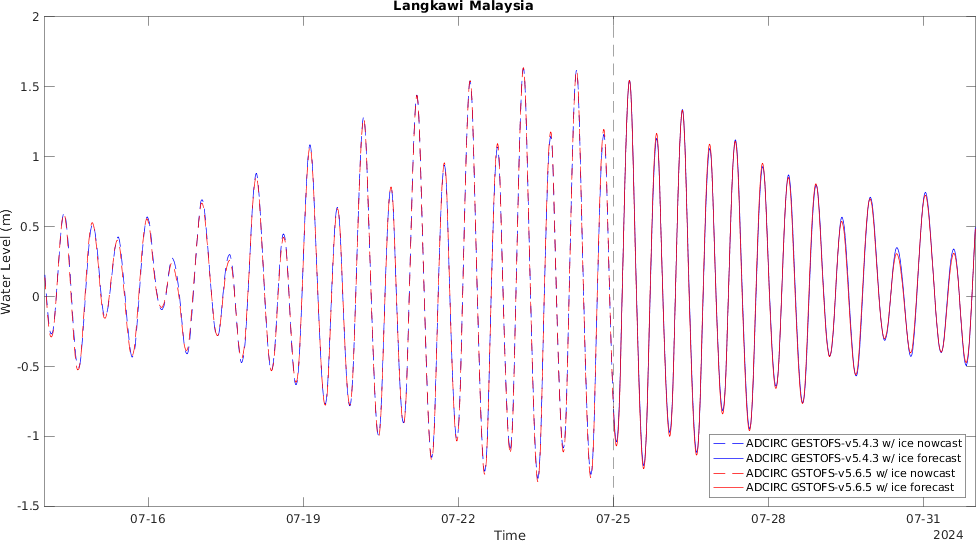 Langkawi Malaysia
2
1.5
1
0.5
0
-0.5
-1
-1.5
Water Level (m)
ADCIRC GESTOFS-v5.4.3 w/ ice nowcast
ADCIRC GESTOFS-v5.4.3 w/ ice forecast
ADCIRC GSTOFS-v5.6.5 w/ ice nowcast
ADCIRC GSTOFS-v5.6.5 w/ ice forecast
07-16 07-19 07-22 07-25 07-28 07-31
Time 2024